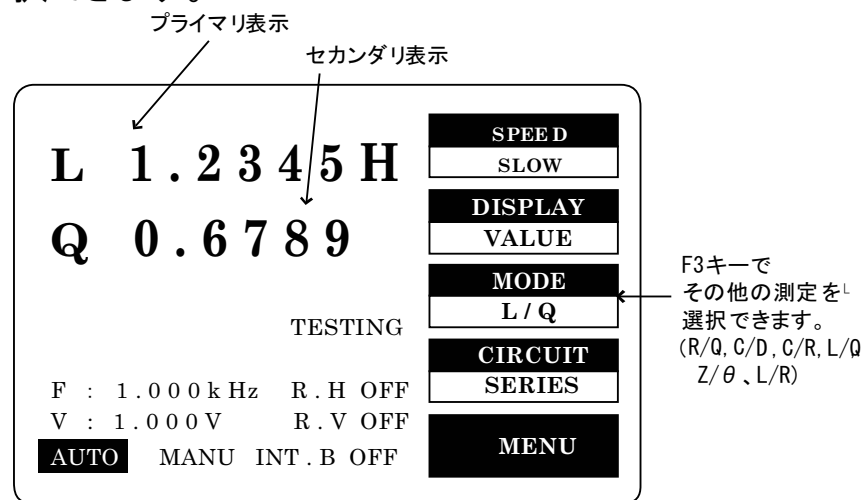 プライマリ表示
セカンダリ表示
L 1.2345H
Q 0.6789
TESTING
F : 1.000kHz R.H OFF
V : 1.000V R.V OFF
AUTO MANU INT.B OFF
SPEED
SLOW
DISPLAY
VALUE
MODE
L/Q
CIRCUIT
SERIES
MENU
F3キーで
その他の測定を└
選択できます。
(R/Q,C/D,C/R,L/Q
Z/θ、L/R)